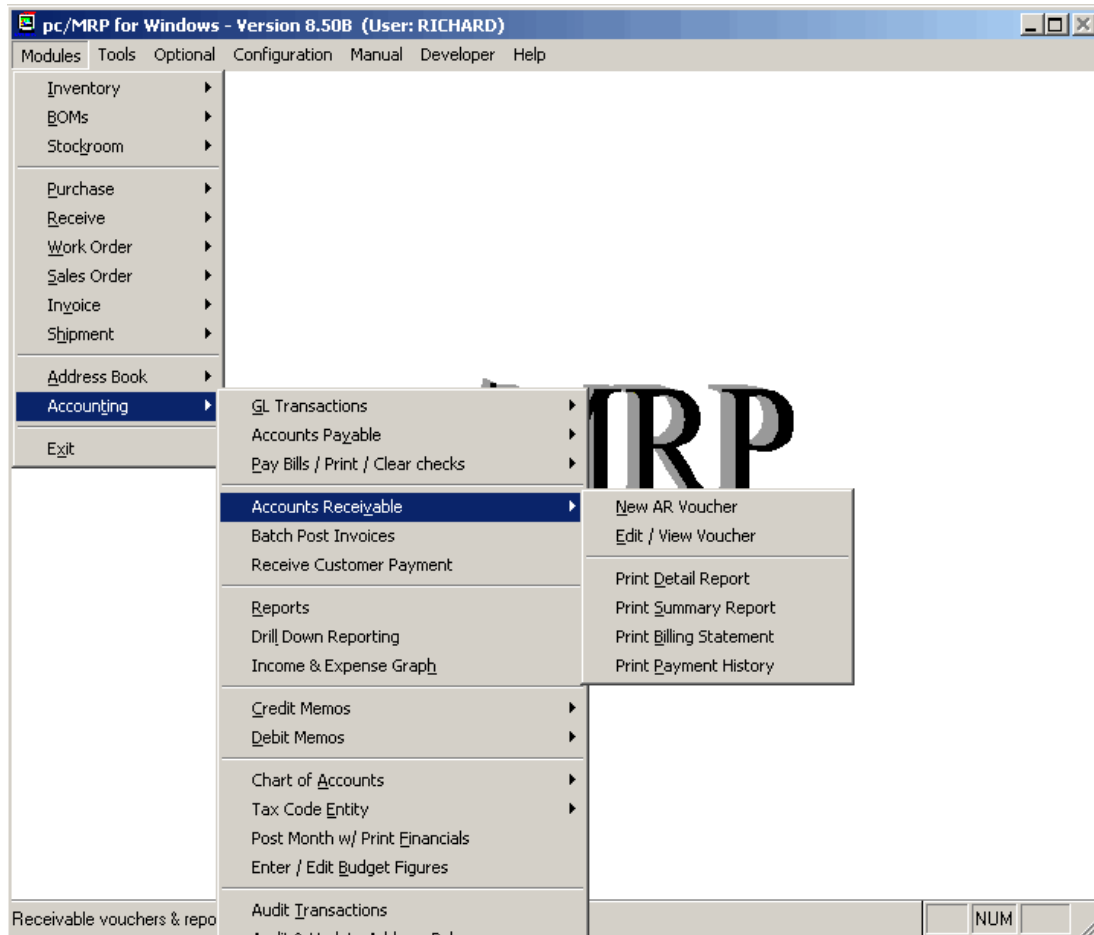 pc/MRP for Windows - Version 8.50B (User: RICHARD)
Modules Tools Optional Configuration Manual Developer Help
Inventory
BOMs
Stockroom
Purchase
Receive
Work Order
Sales Order
Invoice
Shipment
Address Book
Accounting
Exit
GL Transactions
Accounts Payable
Pay Bills / Print / Clear checks
Accounts Receivable
Batch Post Invoices
Receive Customer Payment
Reports
Drill Down Reporting
Income & Expense Graph
Credit Memos
Debit Memos
Chart of Accounts
Tax Code Entity
Post Month w/ Print Financials
Enter / Edit Budget Figures
Audit Transactions
New AR Voucher
Edit / View Voucher
Print Detail Report
Print Summary Report
Print Billing Statement
Print Payment History
MRP
Receivable vouchers & repo
NUM